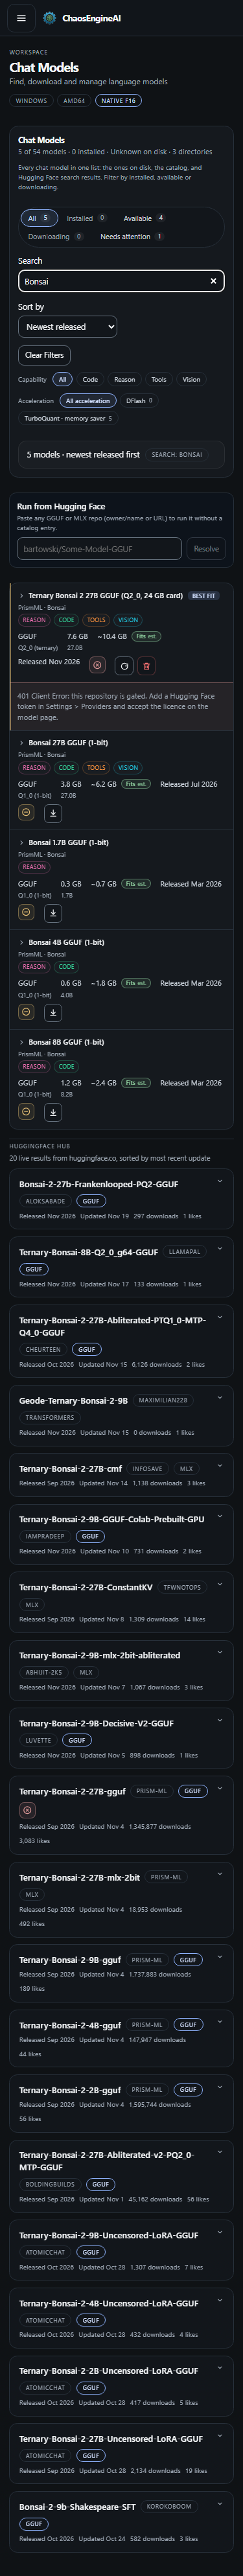 ChaosEngineAI
WORKSPACE
Chat Models
Find, download and manage language models
WINDOWS AMD64 NATIVE F16
Chat Models
5 of 54 models · 0 installed · Unknown on disk · 3 directories
Every chat model in one list: the ones on disk, the catalog, and
Hugging Face search results. Filter by installed, available or
downloading.
All 5 Installed 0 Available 4
Downloading 0 Needs attention 1
Search
Bonsai
Sort by
Newest released
Clear Filters
Capability All Code Reason Tools Vision
Acceleration All acceleration DFlash 0
TurboQuant · memory saver 5
5 models · newest released first SEARCH: BONSAI
Run from Hugging Face
Paste any GGUF or MLX repo (owner/name or URL) to run it without a
catalog entry.
bartowski/Some-Model-GGUF Resolve
Ternary Bonsai 2 27B GGUF (Q2_0, 24 GB card) BEST FIT
PrismML · Bonsai
REASON CODE TOOLS VISION
GGUF 7.6 GB ~10.4 GB Fits est.
Q2_0 (ternary) 27.0B
Released Nov 2026
401 Client Error: this repository is gated. Add a Hugging Face
token in Settings > Providers and accept the licence on the
model page.
Bonsai 27B GGUF (1-bit)
PrismML · Bonsai
REASON CODE TOOLS VISION
GGUF 3.8 GB ~6.2 GB Fits est. Released Jul 2026
Q1_0 (1-bit) 27.0B
Bonsai 1.7B GGUF (1-bit)
PrismML · Bonsai
REASON
GGUF 0.3 GB ~0.7 GB Fits est. Released Mar 2026
Q1_0 (1-bit) 1.7B
Bonsai 4B GGUF (1-bit)
PrismML · Bonsai
REASON CODE
GGUF 0.6 GB ~1.8 GB Fits est. Released Mar 2026
Q1_0 (1-bit) 4.0B
Bonsai 8B GGUF (1-bit)
PrismML · Bonsai
REASON CODE
GGUF 1.2 GB ~2.4 GB Fits est. Released Mar 2026
Q1_0 (1-bit) 8.2B
HUGGINGFACE HUB
20 live results from huggingface.co, sorted by most recent update
Bonsai-2-27b-Frankenlooped-PQ2-GGUF
ALOKSABADE GGUF
Released Nov 2026 Updated Nov 19 297 downloads 1 likes
Ternary-Bonsai-8B-Q2_0_g64-GGUF LLAMAPAL
GGUF
Released Nov 2026 Updated Nov 17 133 downloads 1 likes
Ternary-Bonsai-2-27B-Abliterated-PTQ1_0-MTP-
Q4_0-GGUF
CHEURTEEN GGUF
Released Oct 2026 Updated Nov 15 6,126 downloads 2 likes
Geode-Ternary-Bonsai-2-9B MAXIMILIAN228
TRANSFORMERS
Released Nov 2026 Updated Nov 15 0 downloads 1 likes
Ternary-Bonsai-2-27B-cmf INFOSAVE MLX
Released Sep 2026 Updated Nov 14 1,138 downloads 3 likes
Ternary-Bonsai-2-9B-GGUF-Colab-Prebuilt-GPU
IAMPRADEEP GGUF
Released Nov 2026 Updated Nov 10 731 downloads 2 likes
Ternary-Bonsai-2-27B-ConstantKV TFWNOTOPS
MLX
Released Sep 2026 Updated Nov 8 1,309 downloads 14 likes
Ternary-Bonsai-2-9B-mlx-2bit-abliterated
ABHIJIT-2KS MLX
Released Nov 2026 Updated Nov 7 1,067 downloads 3 likes
Ternary-Bonsai-2-9B-Decisive-V2-GGUF
LUVETTE GGUF
Released Nov 2026 Updated Nov 5 898 downloads 1 likes
Ternary-Bonsai-2-27B-gguf PRISM-ML GGUF
Released Sep 2026 Updated Nov 4 1,345,877 downloads
3,083 likes
Ternary-Bonsai-2-27B-mlx-2bit PRISM-ML
MLX
Released Sep 2026 Updated Nov 4 18,953 downloads
492 likes
Ternary-Bonsai-2-9B-gguf PRISM-ML GGUF
Released Sep 2026 Updated Nov 4 1,737,883 downloads
189 likes
Ternary-Bonsai-2-4B-gguf PRISM-ML GGUF
Released Sep 2026 Updated Nov 4 147,947 downloads
44 likes
Ternary-Bonsai-2-2B-gguf PRISM-ML GGUF
Released Sep 2026 Updated Nov 4 1,595,744 downloads
56 likes
Ternary-Bonsai-2-27B-Abliterated-v2-PQ2_0-
MTP-GGUF
BOLDINGBUILDS GGUF
Released Sep 2026 Updated Nov 1 45,162 downloads 56 likes
Ternary-Bonsai-2-9B-Uncensored-LoRA-GGUF
ATOMICCHAT GGUF
Released Oct 2026 Updated Oct 28 1,307 downloads 7 likes
Ternary-Bonsai-2-4B-Uncensored-LoRA-GGUF
ATOMICCHAT GGUF
Released Oct 2026 Updated Oct 28 432 downloads 4 likes
Ternary-Bonsai-2-2B-Uncensored-LoRA-GGUF
ATOMICCHAT GGUF
Released Oct 2026 Updated Oct 28 417 downloads 5 likes
Ternary-Bonsai-2-27B-Uncensored-LoRA-GGUF
ATOMICCHAT GGUF
Released Sep 2026 Updated Oct 28 2,134 downloads 19 likes
Bonsai-2-9b-Shakespeare-SFT KOROKOBOOM
GGUF
Released Oct 2026 Updated Oct 24 582 downloads 3 likes